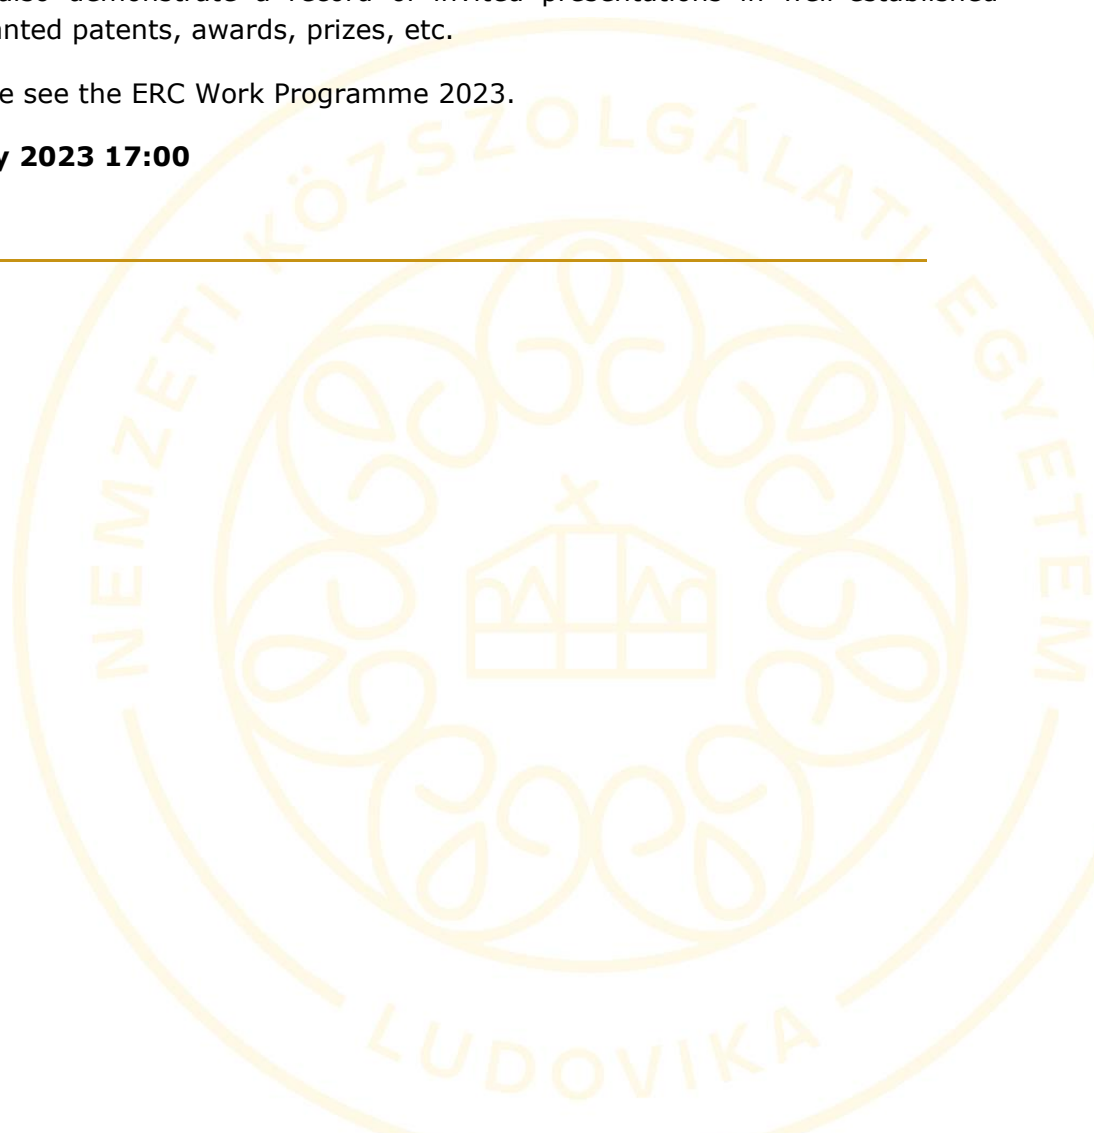 also demonstrate a record of invited presentations in well-established
anted patents, awards, prizes, etc.
e see the ERC Work Programme 2023.
y 2023 17:00
NEMZETI KÖZSZOLGÁLATI EGYETEM
LUDOVIKA